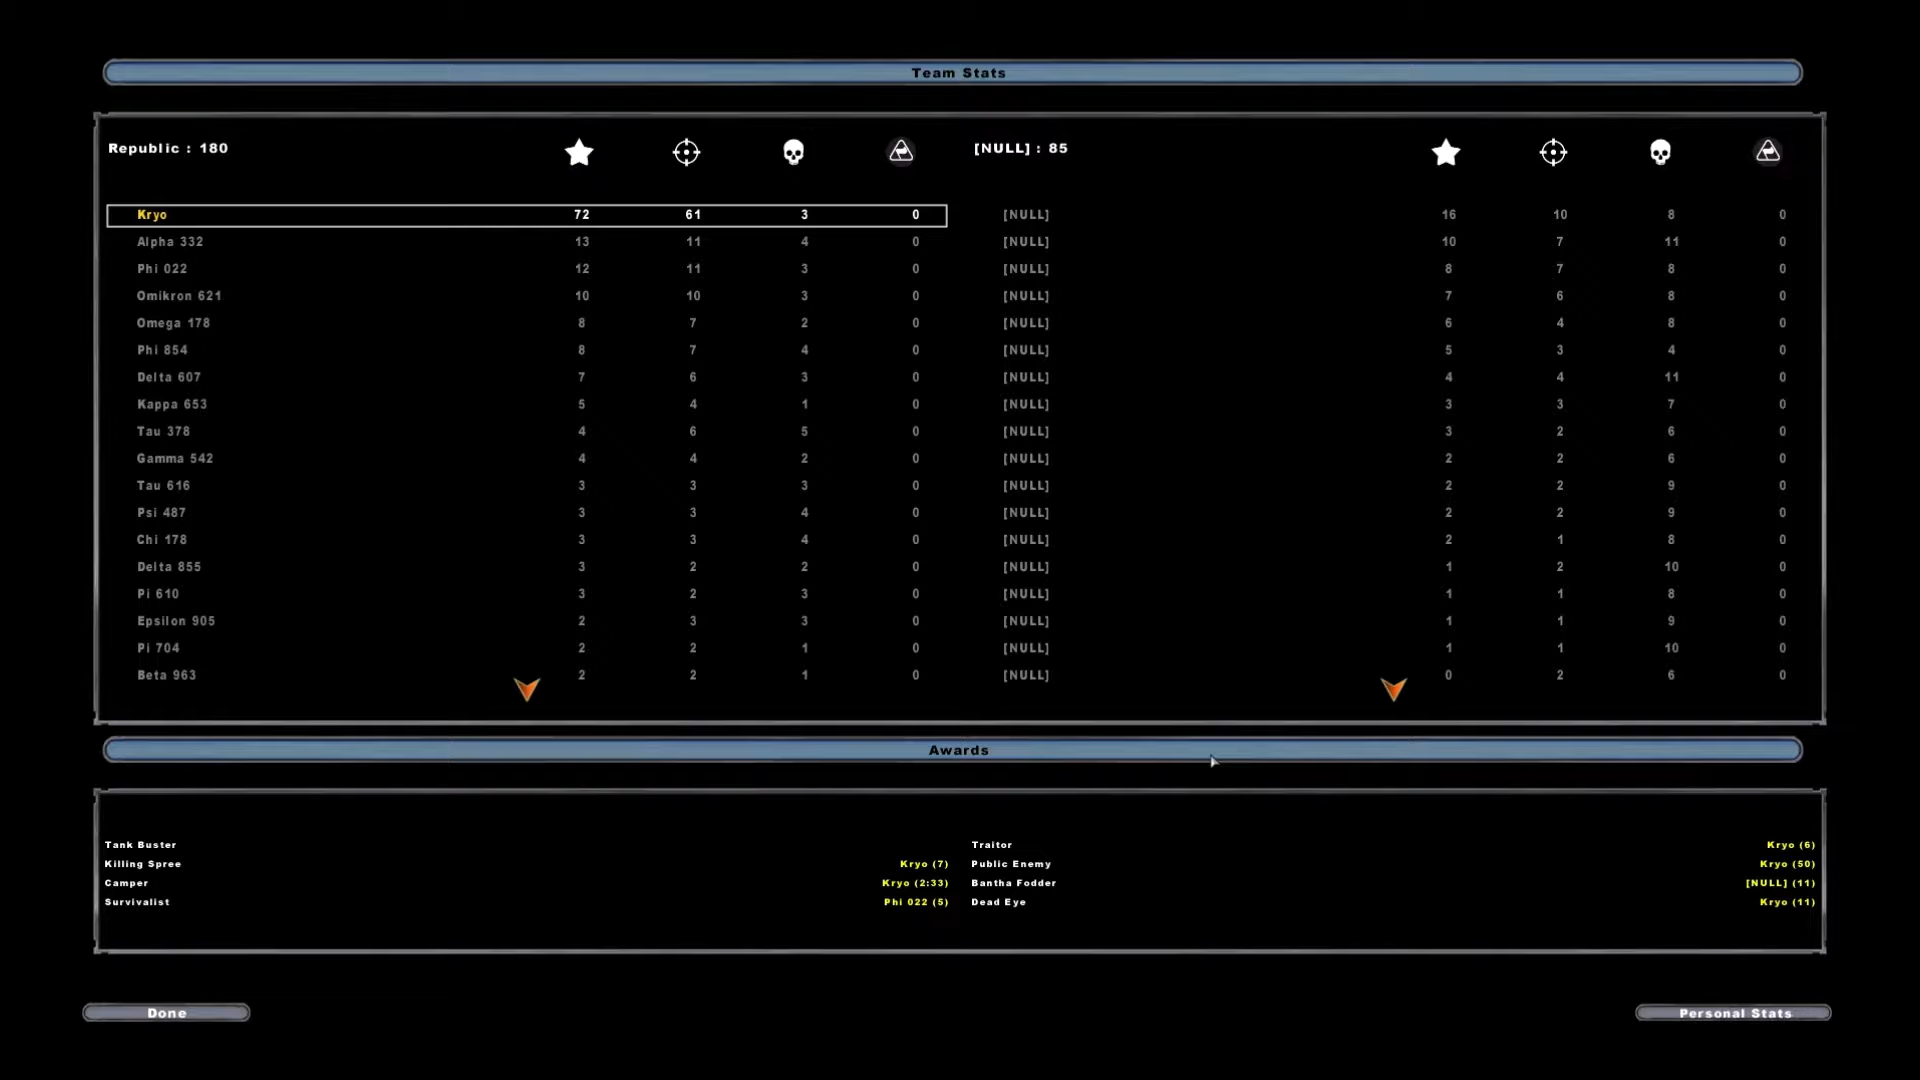 Team Stats
Republic : 180
[NULL] : 85
Kryo 72 61 3 0
[NULL] 16 10 8 0
Alpha 332 13 11 4 0
[NULL] 10 7 11 0
Phi 022 12 11 3 0
[NULL] 8 7 8 0
Omikron 621 10 10 3 0
[NULL] 7 6 8 0
Omega 178 8 7 2 0
[NULL] 6 4 8 0
Phi 854 8 7 4 0
[NULL] 5 3 4 0
Delta 607 7 6 3 0
[NULL] 4 4 11 0
Kappa 653 5 4 1 0
[NULL] 3 3 7 0
Tau 378 4 6 5 0
[NULL] 3 2 6 0
Gamma 542 4 4 2 0
[NULL] 2 2 6 0
Tau 616 3 3 3 0
[NULL] 2 2 9 0
Psi 487 3 3 4 0
[NULL] 2 2 9 0
Chi 178 3 3 4 0
[NULL] 2 1 8 0
Delta 855 3 2 2 0
[NULL] 1 2 10 0
Pi 610 3 2 3 0
[NULL] 1 1 8 0
Epsilon 905 2 3 3 0
[NULL] 1 1 9 0
Pi 704 2 2 1 0
[NULL] 1 1 10 0
Beta 963 2 2 1 0
[NULL] 0 2 6 0
Awards
Tank Buster
Traitor Kryo (6)
Killing Spree Kryo (7)
Public Enemy Kryo (50)
Camper Kryo (2:33)
Bantha Fodder [NULL] (11)
Survivalist Phi 022 (5)
Dead Eye Kryo (11)
Done
Personal Stats